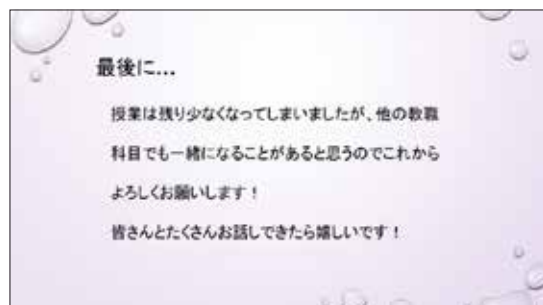 最後に...
授業は残り少なくなってしまいましたが、他の教職
科目でも一緒になることがあると思うのでこれから
よろしくお願いします！
皆さんとたくさんお話しできたら嬉しいです！